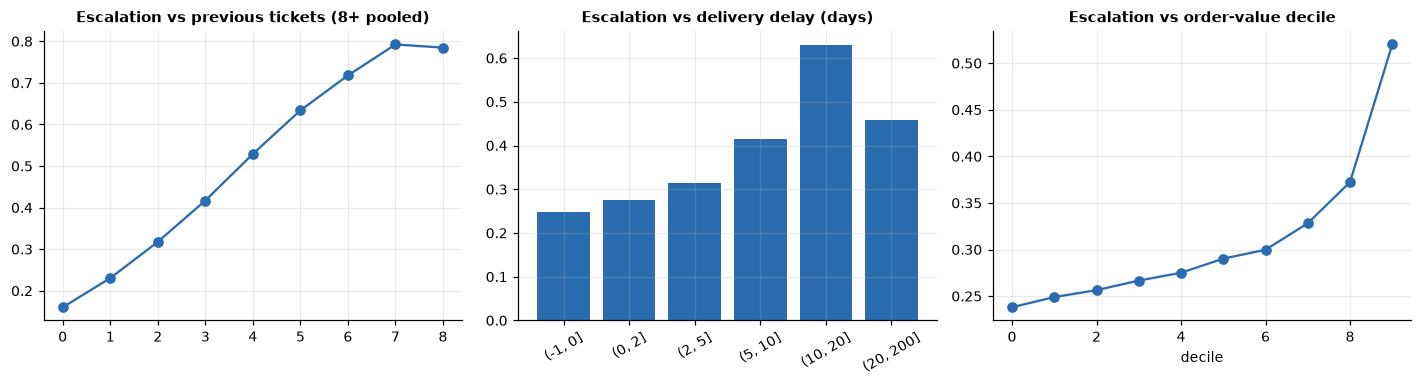 Escalation vs previous tickets (8+ pooled)
0.8
0.7
0.6
0.5
0.4
0.3
0.2
0 1 2 3 4 5 6 7 8
Escalation vs delivery delay (days)
0.6
0.5
0.4
0.3
0.2
0.1
0.0
(-1, 0] (0, 2] (2, 5] (5, 10] (10, 20] (20, 200]
Escalation vs order-value decile
0.50
0.45
0.40
0.35
0.30
0.25
0 2 4 6 8
decile